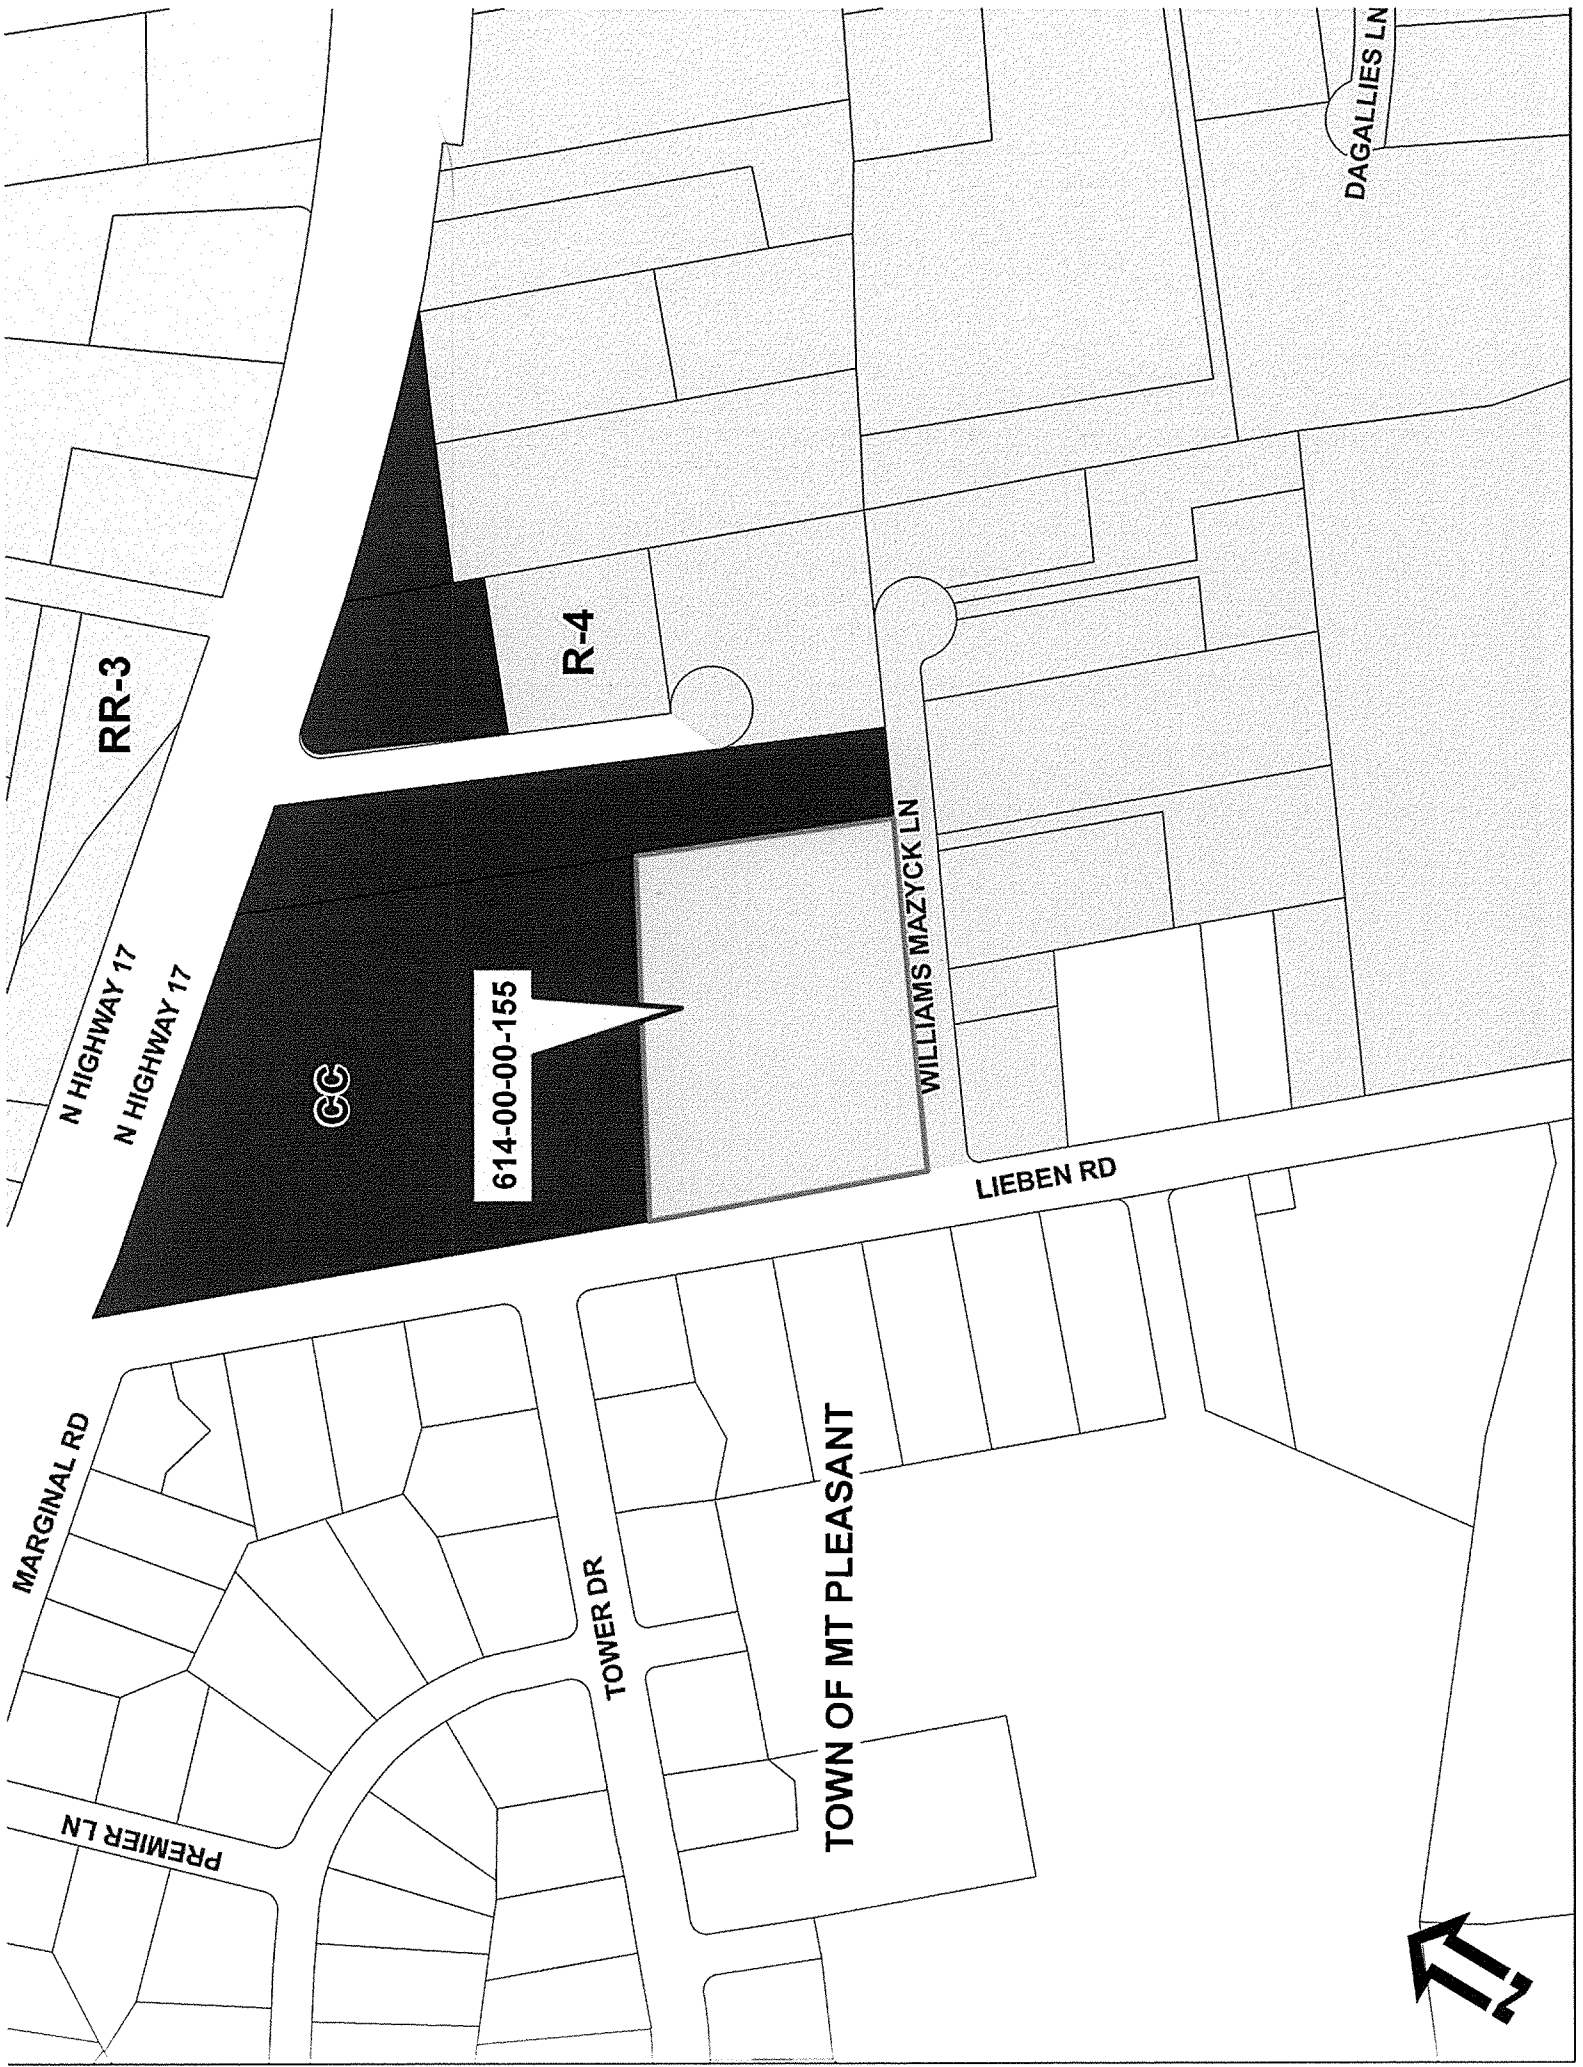 MARGINAL RD
PREMIER LN
N HIGHWAY 17
N HIGHWAY 17
RR-3
CC
614-00-00-155
R-4
TOWER DR
TOWN OF MT PLEASANT
WILLIAMS MAZYCK LN
LIEBEN RD
DAGALLIES LN
N